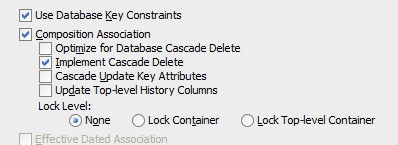 Use Database Key Constraints
Composition Association
Optimize for Database Cascade Delete
Implement Cascade Delete
Cascade Update Key Attributes
Update Top-level History Columns
Lock Level:
None Lock Container Lock Top-level Container
Effective Dated Association